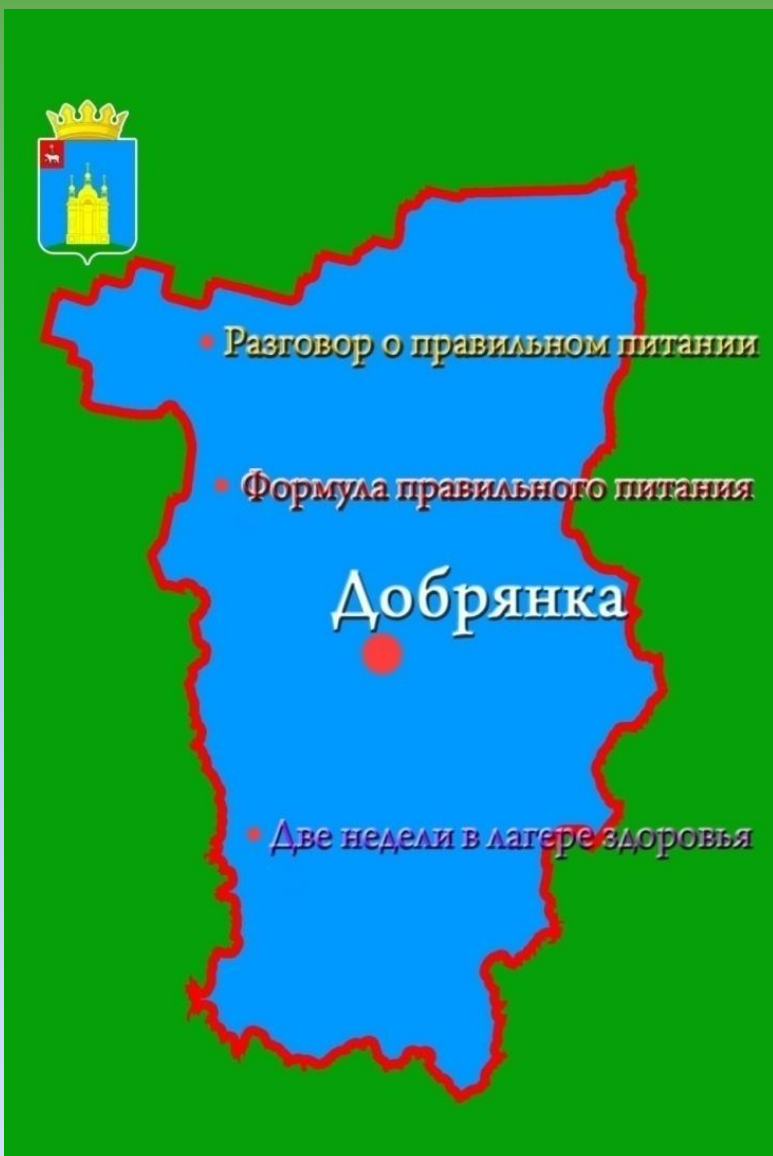 Разговор о правильном питании
Формула правильного питания
Добрянка
Две недели в лагере здоровья